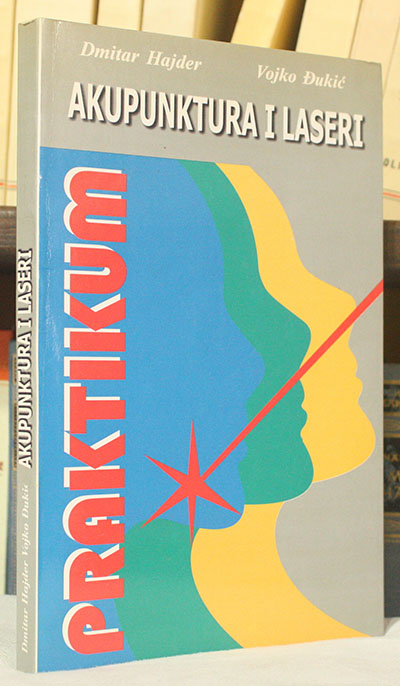 Dmitar Hajder Vojko Đukić
AKUPUNKTURA I LASERI
PRAKTIKUM
Dmitar Hajder Vojko Đukić AKUPUNKTURA I LASERI